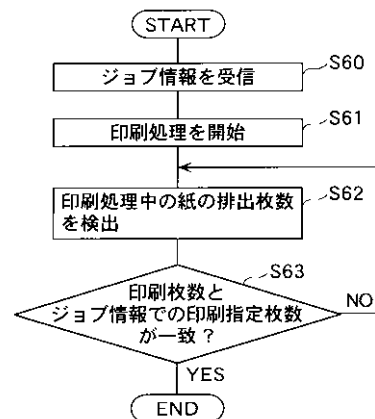 START
ジョブ情報を受信
S60
印刷処理を開始
S61
印刷処理中の紙の排出枚数
を検出
S62
S63
印刷枚数と
ジョブ情報での印刷指定枚数
が一致?
NO
YES
END